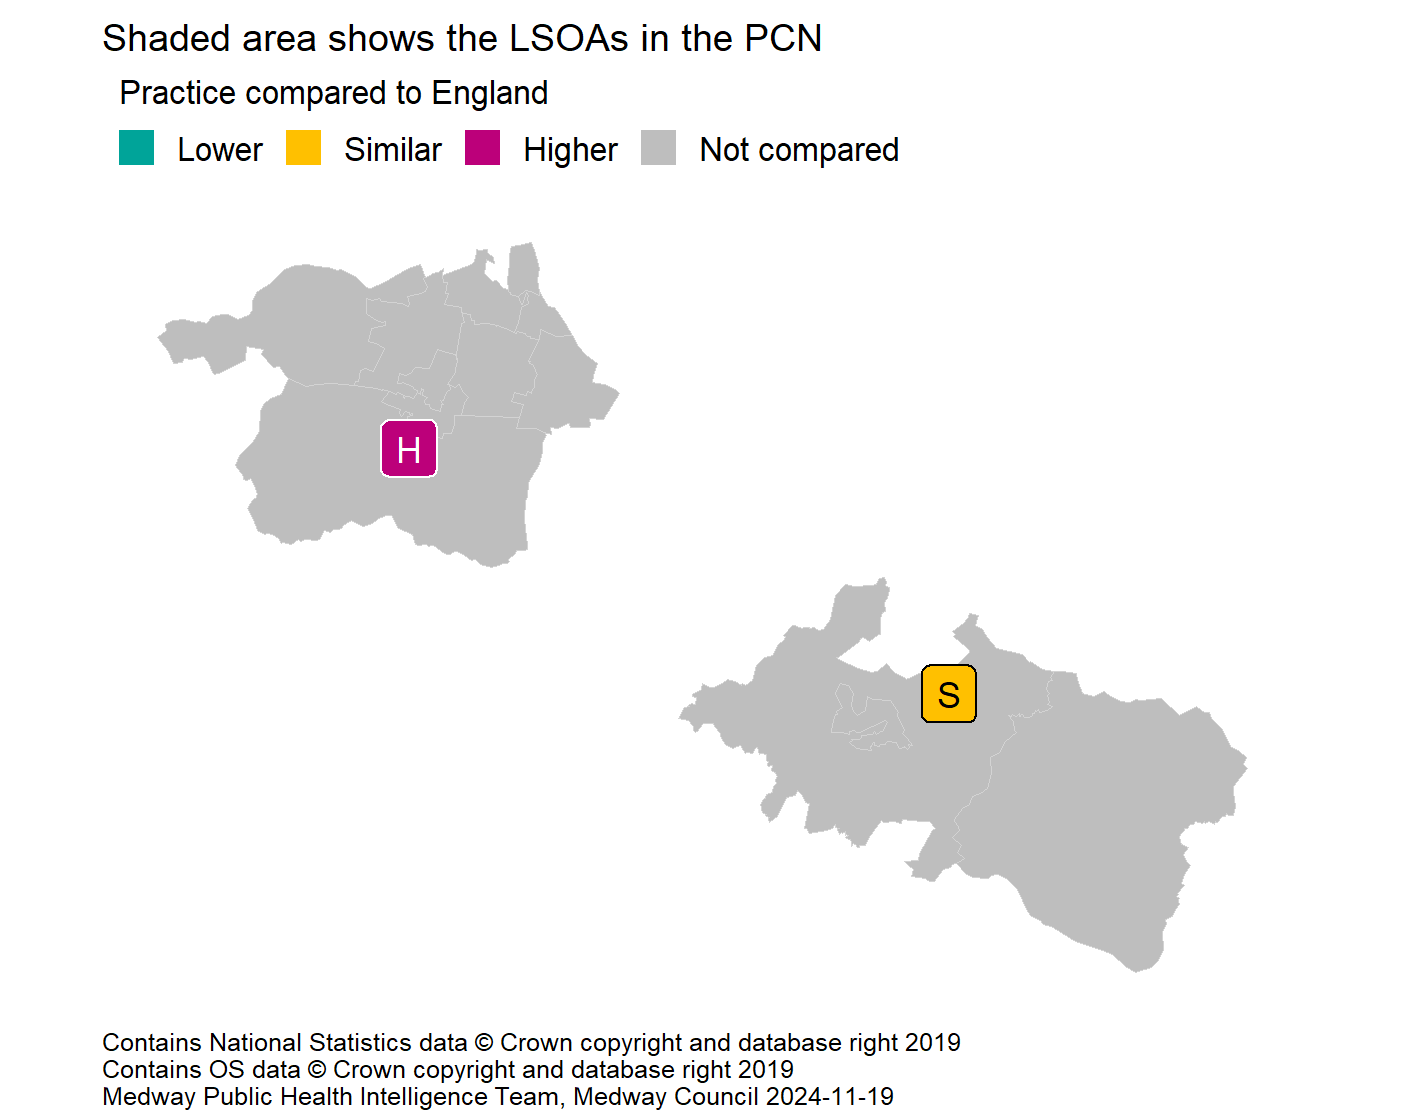 Shaded area shows the LSOAs in the PCN
Practice compared to England
Lower Similar Higher Not compared
H
S
Contains National Statistics data © Crown copyright and database right 2019
Contains OS data © Crown copyright and database right 2019
Medway Public Health Intelligence Team, Medway Council 2024-11-19